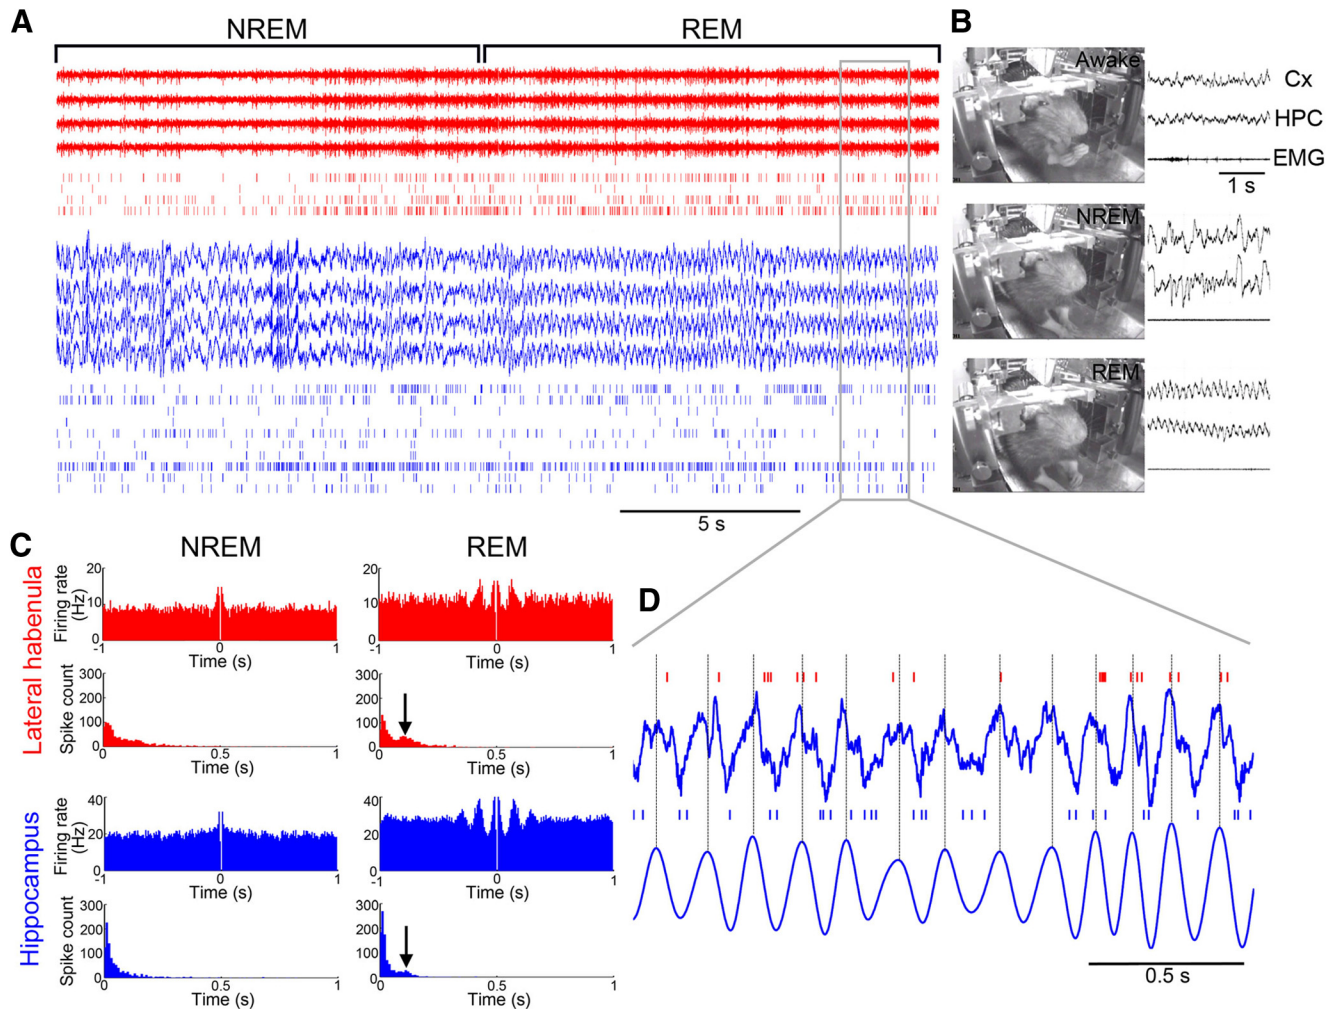 A
NREM
REM
5 s
B
Awake
Cx
HPC
EMG
1 s
NREM
REM
C
NREM
REM
Lateral habenula
Firing rate
(Hz)
20
10
0
-1
0
1
Time (s)
20
10
0
-1
0
1
Time (s)
Spike count
300
200
100
0
0
0.5
1
Time (s)
300
200
100
0
0
0.5
1
Time (s)
Hippocampus
Firing rate
(Hz)
40
20
0
-1
0
1
Time (s)
40
20
0
-1
0
1
Time (s)
Spike count
300
200
100
0
0
0.5
1
Time (s)
300
200
100
0
0
0.5
1
Time (s)
D
0.5 s